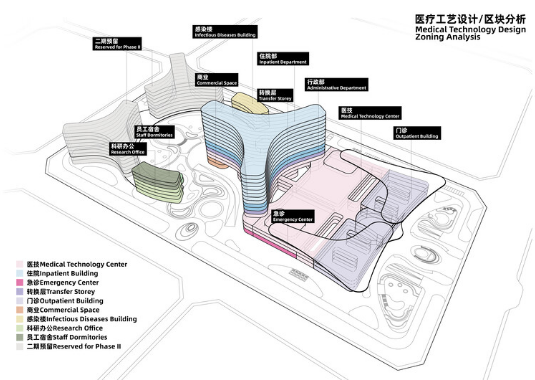 医疗工艺设计/区块分析
Medical Technology Design
Zoning Analysis
感染楼
Infectious Diseases Building
二期预留
Reserved for Phase II
住院部
Inpatient Department
商业
Commercial Space
行政部
Administrative Department
转换层
Transfer Storey
医技
Medical Technology Center
门诊
Outpatient Building
员工宿舍
Staff Dormitories
科研办公
Research Office
急诊
Emergency Center
医技Medical Technology Center
住院Inpatient Building
急诊Emergency Center
转换层Transfer Storey
门诊Outpatient Building
商业Commercial Space
感染楼Infectious Diseases Building
科研办公Research Office
员工宿舍Staff Dormitories
二期预留Reserved for Phase II